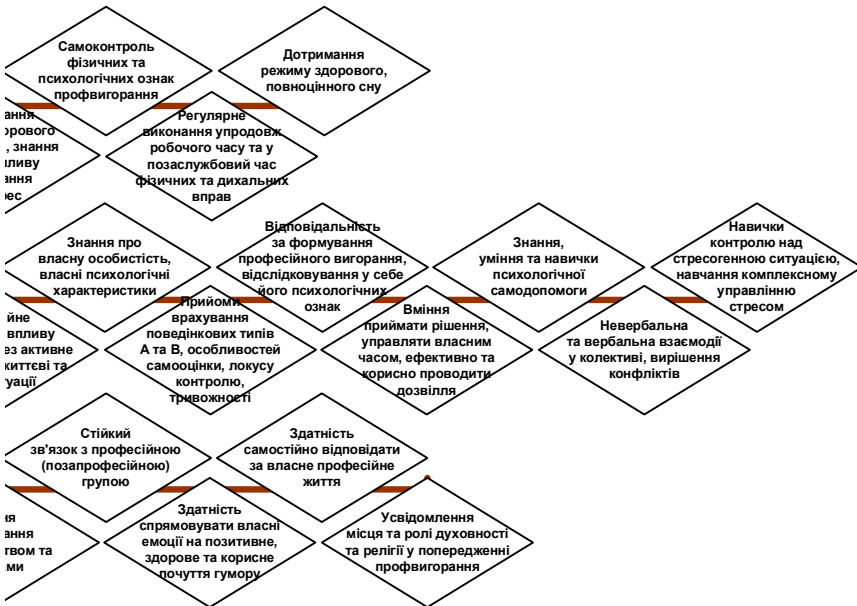 Самоконтроль
фізичних та
психологічних ознак
профвигорання
Дотримання
режиму здорового,
повноцінного сну
Регулярне
виконання упродовж
робочого часу та у
позаслужбовий час
фізичних та дихальних
вправ
знання
Знання про
власну особистість,
власні психологічні
характеристики
Відповідальність
за формування
професійного вигорання,
відслідковування у себе
його психологічних
ознак
Знання,
уміння та навички
психологічної
самодопомоги
Навички
контролю над
стресогенною ситуацією,
навчання комплексному
управлінню
стресом
впливу
активне
та
Прийоми
врахування
поведінкових типів
А та В, особливостей
самооцінки, локусу
контролю,
тривожності
Вміння
приймати рішення,
управляти власним
часом, ефективно та
корисно проводити
дозвілля
Невербальна
та вербальна взаємодії
у колективі, вирішення
конфліктів
Стійкий
зв'язок з професійною
(позапрофесійною)
групою
Здатність
самостійно відповідати
за власне професійне
життя
та
Здатність
спрямовувати власні
емоції на позитивне,
здорове та корисне
почуття гумору
Усвідомлення
місця та ролі духовності
та релігії у попередженні
профвигорання